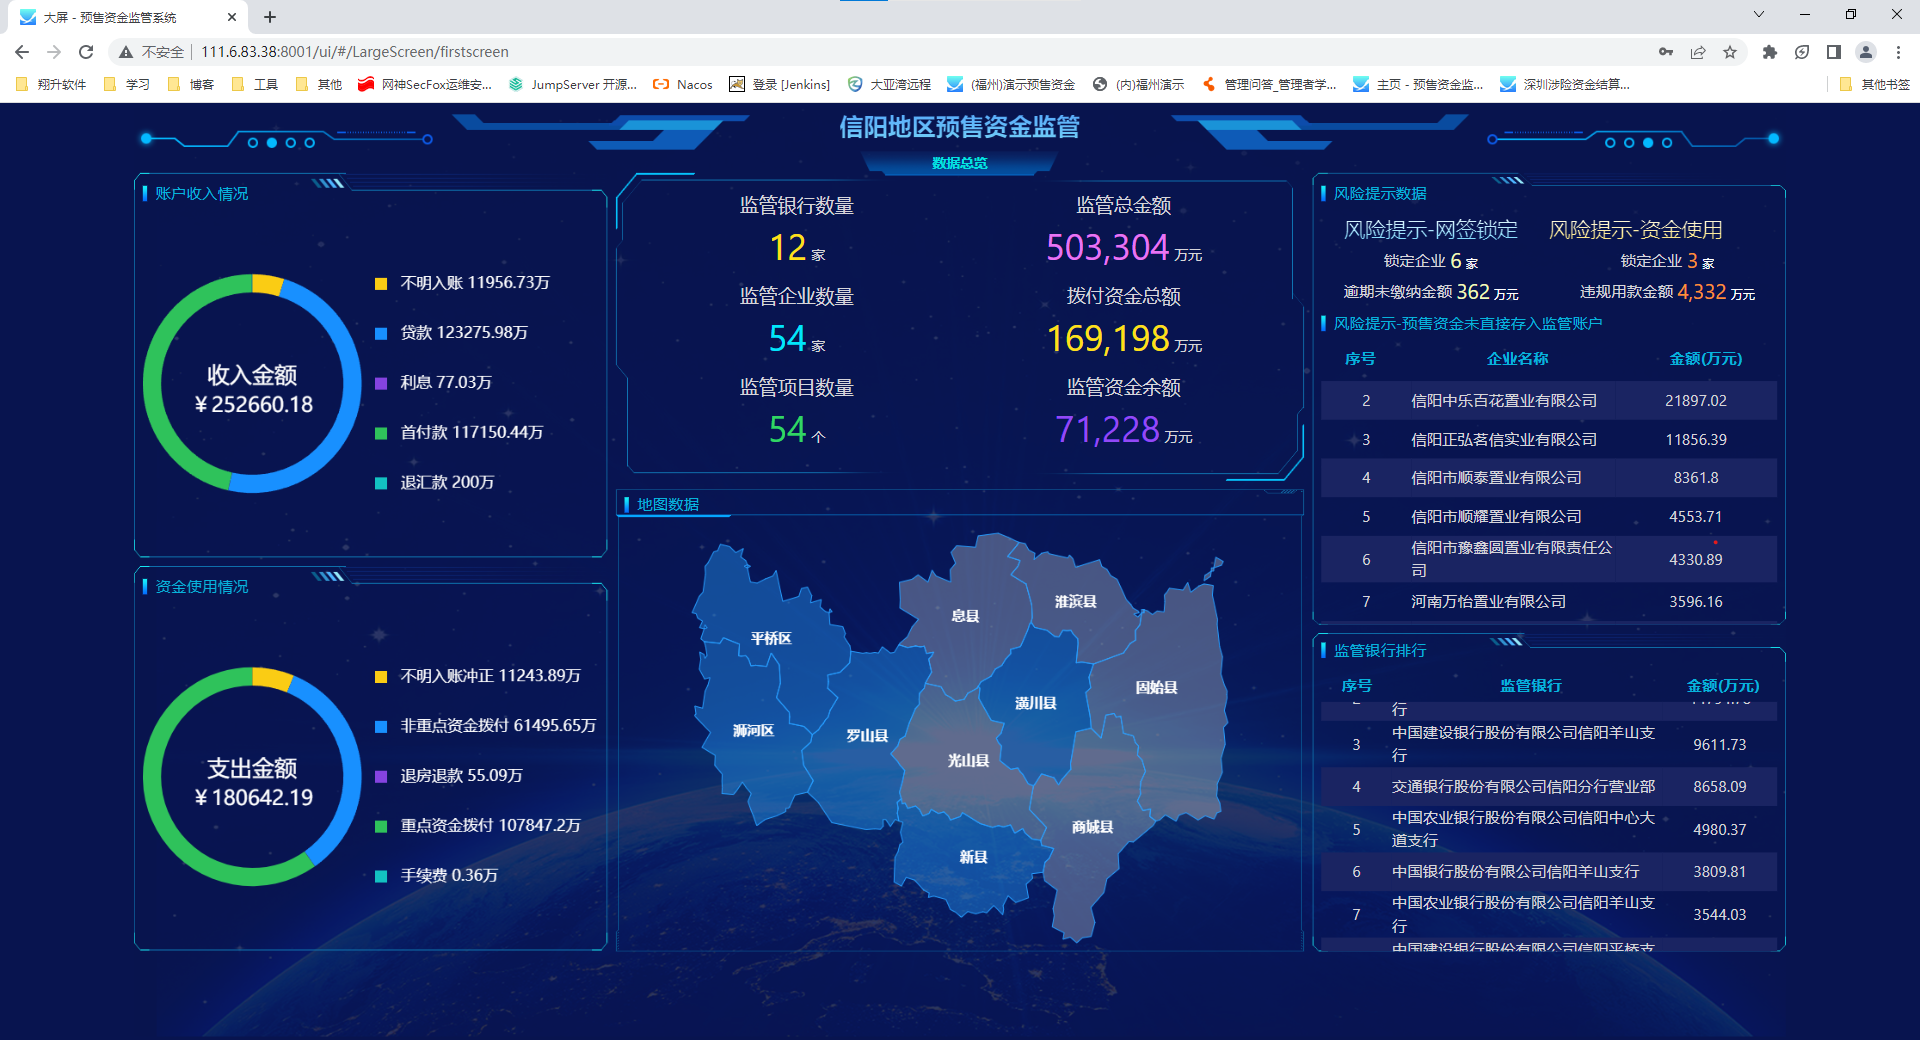 大屏 - 预售资金监管系统
不安全 111.6.83.38:8001/ui/#/LargeScreen/firstscreen
翔升软件 学习 博客 工具 其他 网神SecFox运维安... JumpServer 开源... Nacos 登录 [Jenkins] 大亚湾远程 (福州)演示预售资金 (内)福州演示 管理问答_管理者学... 主页 - 预售资金监... 深圳涉险资金结算... 其他书签
信阳地区预售资金监管
数据总览
账户收入情况
收入金额
¥252660.18
不明入账 11956.73万
贷款 123275.98万
利息 77.03万
首付款 117150.44万
退汇款 200万
资金使用情况
支出金额
¥180642.19
不明入账冲正 11243.89万
非重点资金拨付 61495.65万
退房退款 55.09万
重点资金拨付 107847.2万
手续费 0.36万
监管银行数量
12 家
监管总金额
503,304 万元
监管企业数量
54 家
拨付资金总额
169,198 万元
监管项目数量
54 个
监管资金余额
71,228 万元
地图数据
息县
淮滨县
平桥区
固始县
潢川县
浉河区
罗山县
光山县
商城县
新县
风险提示数据
风险提示-网签锁定 风险提示-资金使用
锁定企业 6 家 锁定企业 3 家
逾期未缴纳金额 362 万元 违规用款金额 4,332 万元
风险提示-预售资金未直接存入监管账户
序号 企业名称 金额(万元)
2 信阳中乐百花置业有限公司 21897.02
3 信阳正弘茗信实业有限公司 11856.39
4 信阳市顺泰置业有限公司 8361.8
5 信阳市顺耀置业有限公司 4553.71
6 信阳市豫鑫圆置业有限责任公 4330.89
司
7 河南万怡置业有限公司 3596.16
监管银行排行
序号 监管银行 金额(万元)
行
3 中国建设银行股份有限公司信阳羊山支 9611.73
行
4 交通银行股份有限公司信阳分行营业部 8658.09
5 中国农业银行股份有限公司信阳中心大 4980.37
道支行
6 中国银行股份有限公司信阳羊山支行 3809.81
7 中国农业银行股份有限公司信阳羊山支 3544.03
行
中国建设银行股份有限公司信阳平桥支